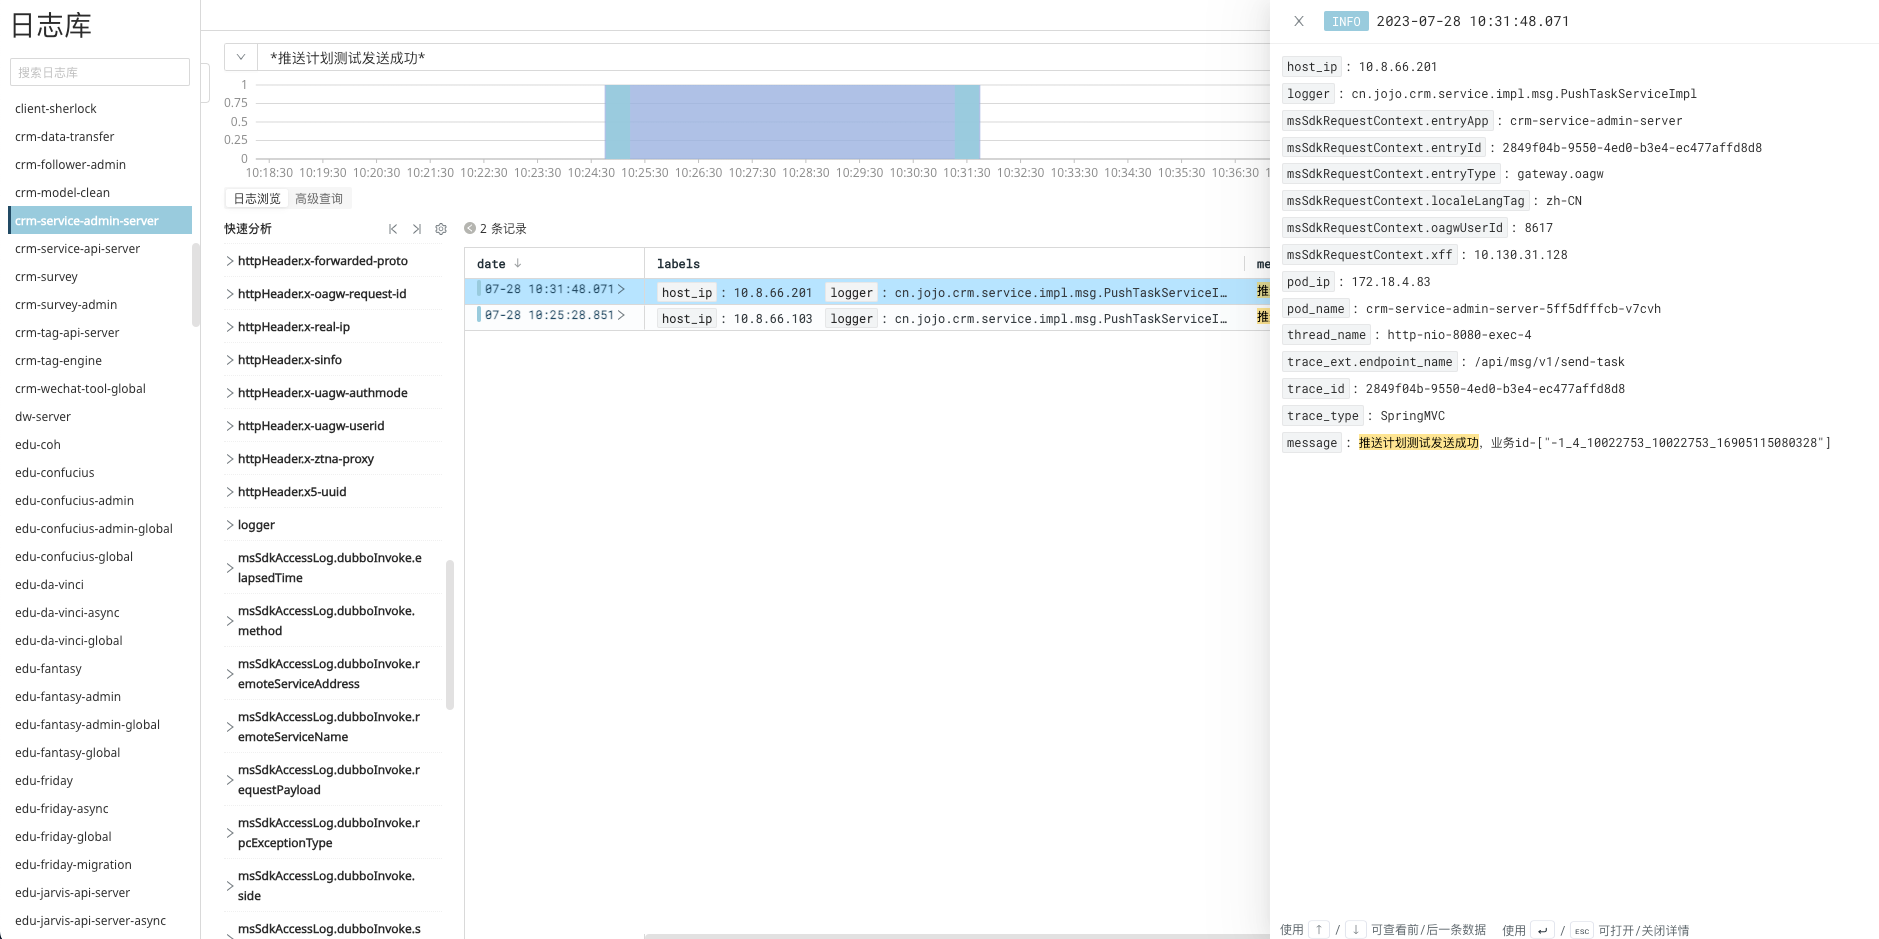 日志库
搜索日志库
client-sherlock
crm-data-transfer
crm-follower-admin
crm-model-clean
crm-service-admin-server
crm-service-api-server
crm-survey
crm-survey-admin
crm-tag-api-server
crm-tag-engine
crm-wechat-tool-global
dw-server
edu-coh
edu-confucius
edu-confucius-admin
edu-confucius-admin-global
edu-confucius-global
edu-da-vinci
edu-da-vinci-async
edu-da-vinci-global
edu-fantasy
edu-fantasy-admin
edu-fantasy-admin-global
edu-fantasy-global
edu-friday
edu-friday-async
edu-friday-global
edu-friday-migration
edu-jarvis-api-server
edu-jarvis-api-server-async
*推送计划测试发送成功*
1
0.75
0.5
0.25
0
10:18:30 10:19:30 10:20:30 10:21:30 10:22:30 10:23:30 10:24:30 10:25:30 10:26:30 10:27:30 10:28:30 10:29:30 10:30:30 10:31:30 10:32:30 10:33:30 10:34:30 10:35:30 10:36:30 1
日志浏览 高级查询
快速分析
httpHeader.x-forwarded-proto
httpHeader.x-oagw-request-id
httpHeader.x-real-ip
httpHeader.x-sinfo
httpHeader.x-uagw-authmode
httpHeader.x-uagw-userid
httpHeader.x-ztna-proxy
httpHeader.x5-uuid
logger
msSdkAccessLog.dubboInvoke.e
lapsedTime
msSdkAccessLog.dubboInvoke.
method
msSdkAccessLog.dubboInvoke.r
emoteServiceAddress
msSdkAccessLog.dubboInvoke.r
emoteServiceName
msSdkAccessLog.dubboInvoke.r
equestPayload
msSdkAccessLog.dubboInvoke.r
pcExceptionType
msSdkAccessLog.dubboInvoke.
side
msSdkAccessLog.dubboInvoke.s
2 条记录
date ↓ labels me
07-28 10:31:48.071 host_ip : 10.8.66.201 logger : cn.jojo.crm.service.impl.msg.PushTaskServiceI… 推
07-28 10:25:28.851 host_ip : 10.8.66.103 logger : cn.jojo.crm.service.impl.msg.PushTaskServiceI… 推
INFO 2023-07-28 10:31:48.071
host_ip : 10.8.66.201
logger : cn.jojo.crm.service.impl.msg.PushTaskServiceImpl
msSdkRequestContext.entryApp : crm-service-admin-server
msSdkRequestContext.entryId : 2849f04b-9550-4ed0-b3e4-ec477affd8d8
msSdkRequestContext.entryType : gateway.oagw
msSdkRequestContext.localeLangTag : zh-CN
msSdkRequestContext.oagwUserId : 8617
msSdkRequestContext.xff : 10.130.31.128
pod_ip : 172.18.4.83
pod_name : crm-service-admin-server-5ff5dfffcb-v7cvh
thread_name : http-nio-8080-exec-4
trace_ext.endpoint_name : /api/msg/v1/send-task
trace_id : 2849f04b-9550-4ed0-b3e4-ec477affd8d8
trace_type : SpringMVC
message : 推送计划测试发送成功, 业务id-["-1_4_10022753_10022753_16905115080328"]
使用 ↑ / ↓ 可查看前/后一条数据 使用 ↵ / ESC 可打开/关闭详情